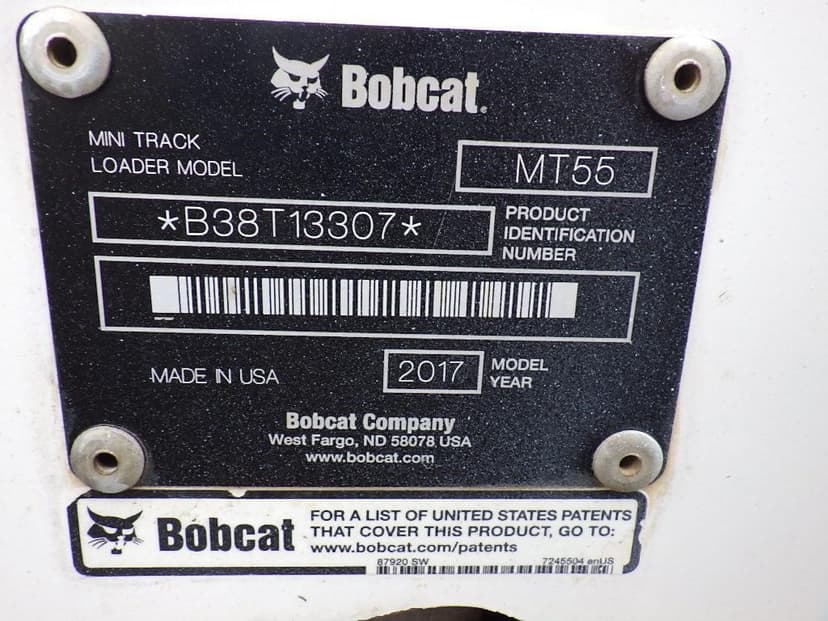 Bobcat.
MINI TRACK
LOADER MODEL
MT55
*B38T13307*
PRODUCT
IDENTIFICATION
NUMBER
MADE IN USA
2017
MODEL
YEAR
Bobcat Company
West Fargo, ND 58078 USA
www.bobcat.com
Bobcat
FOR A LIST OF UNITED STATES PATENTS
THAT COVER THIS PRODUCT, GO TO:
www.bobcat.com/patents
87920 SW
7245504 enUS